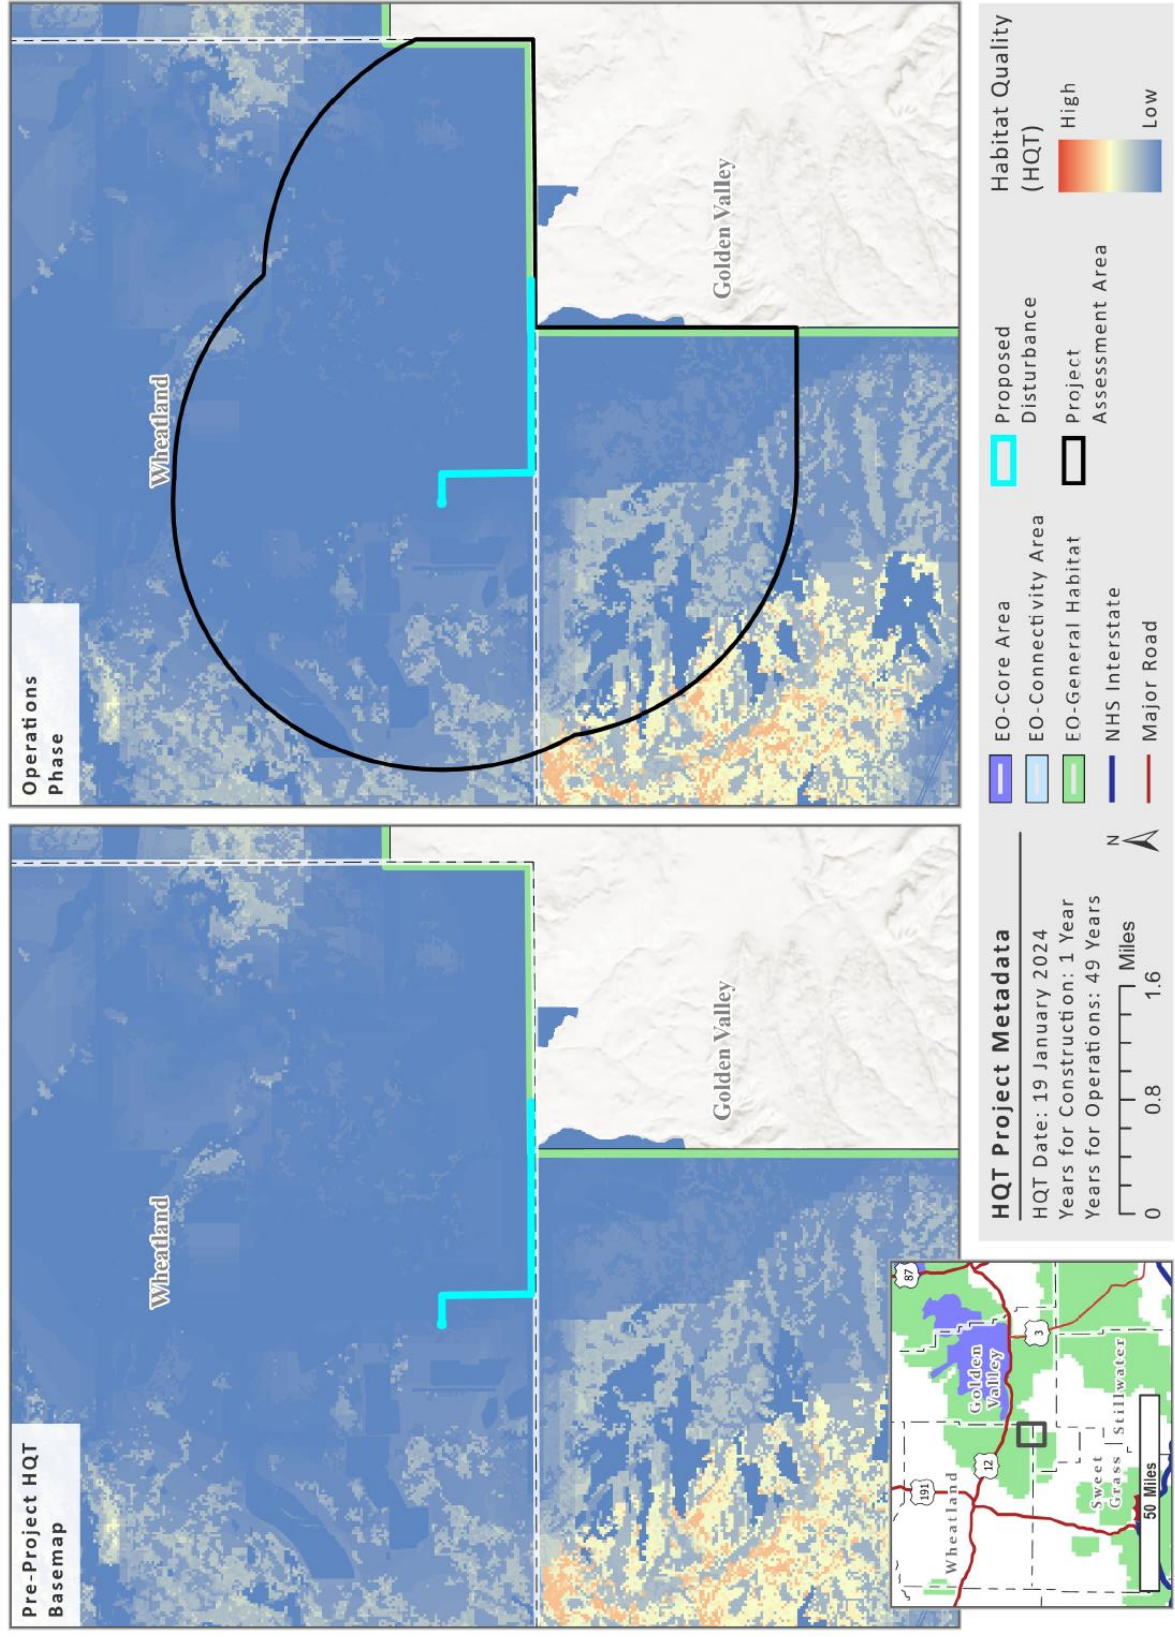 Pre-Project HQT
Basemap
Wheatland
Golden Valley
Operations
Phase
Wheatland
Golden Valley
87
Golden
Valley
3
12
191
Wheatland
Sweet
Grass
Stillwater
50 Miles
HQT Project Metadata
HQT Date: 19 January 2024
Years for Construction: 1 Year
Years for Operations: 49 Years
N
Miles
0 0.8 1.6
EO-Core Area
EO-Connectivity Area
EO-General Habitat
NHS Interstate
Major Road
Proposed
Disturbance
Project
Assessment Area
Habitat Quality
(HQT)
High
Low